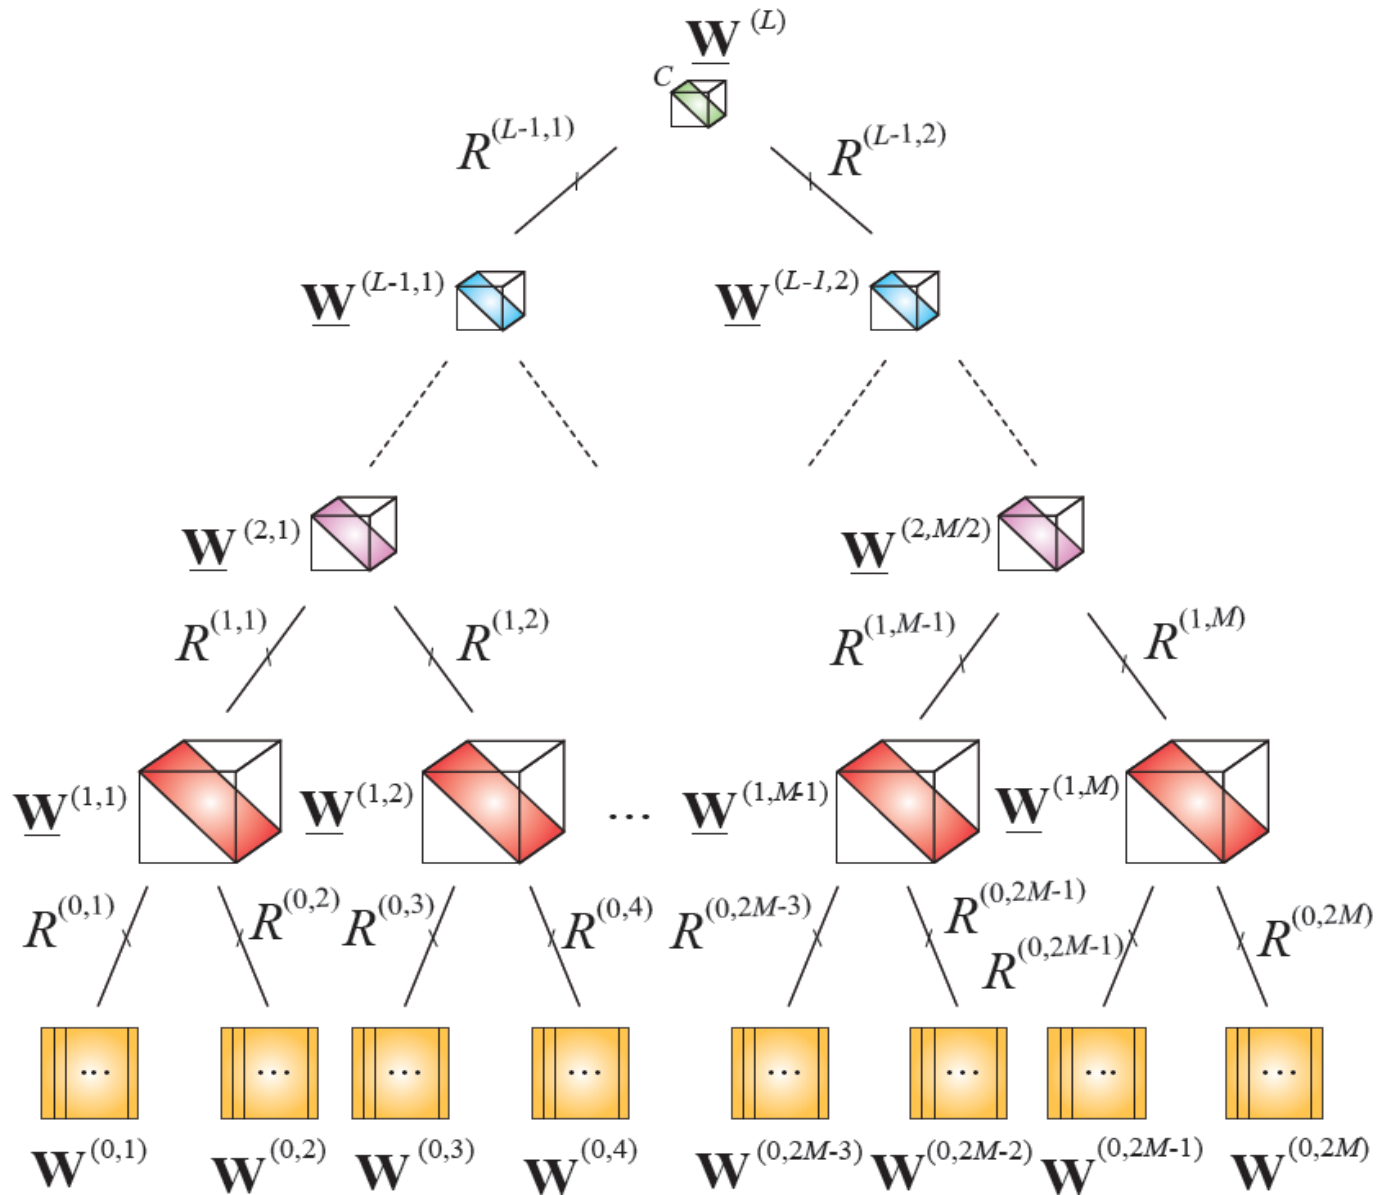 W^(L)
C
R^(L-1,1) R^(L-1,2)
W^(L-1,1) W^(L-1,2)
W^(2,1) W^(2,M/2)
R^(1,1) R^(1,2) R^(1,M-1) R^(1,M)
W^(1,1) W^(1,2) ... W^(1,M-1) W^(1,M)
R^(0,1) R^(0,2) R^(0,3) R^(0,4) R^(0,2M-3) R^(0,2M-1) R^(0,2M-1) R^(0,2M)
... ... ... ... ... ... ... ...
W^(0,1) W^(0,2) W^(0,3) W^(0,4) W^(0,2M-3) W^(0,2M-2) W^(0,2M-1) W^(0,2M)